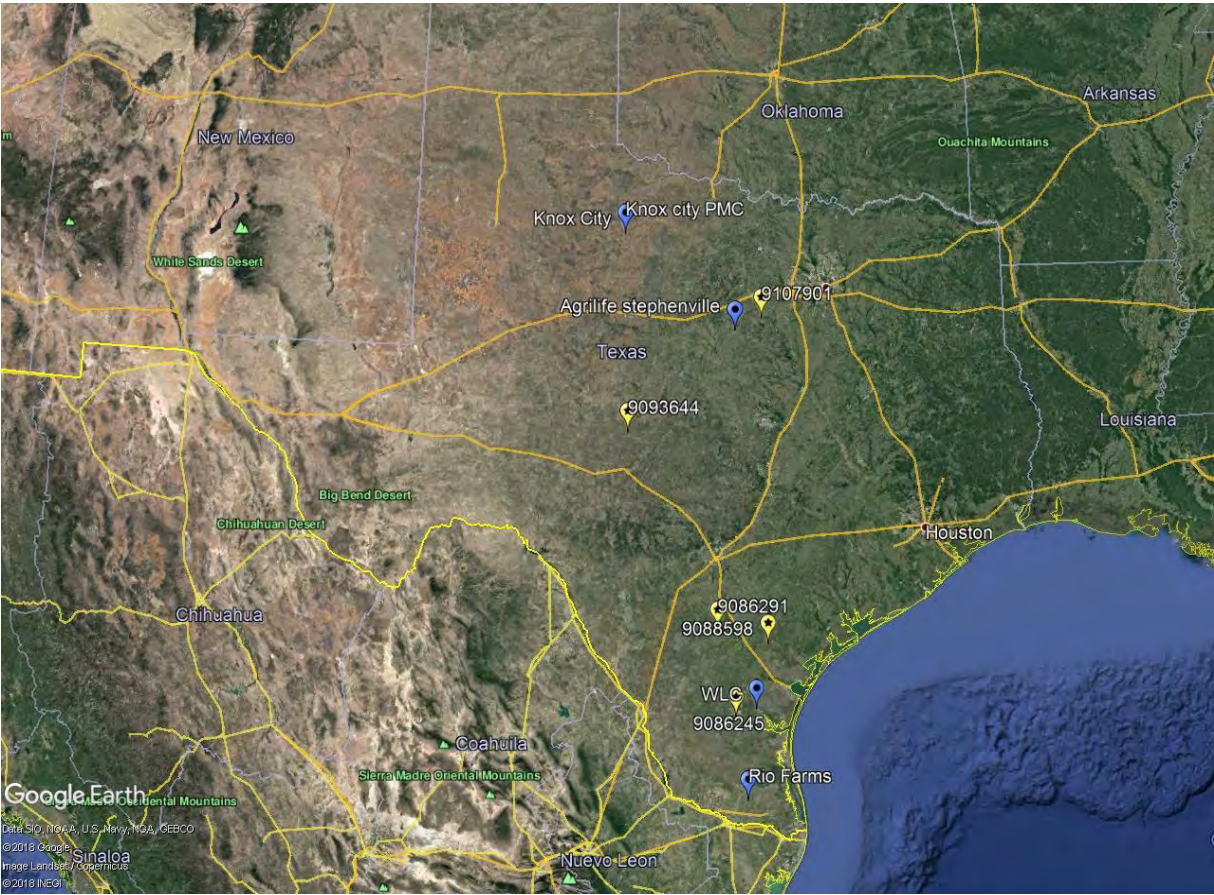 Arkansas
Oklahoma
New Mexico
m
Ouachita Mountains
Knox City
Knox city PMC
White Sands Desert
9107901
Agrilife stephenville
Texas
9093644
Louisiana
Big Bend Desert
Chihuahuan Desert
Houston
9086291
Chihuahua
9088598
WLC
9086245
Coahuila
Sierra Madre Oriental Mountains
Rio Farms
Google Earth
Madre Occidental Mountains
Data SIO, NOAA, U.S. Navy, NGA, GEBCO
©2018 Google
Sinaloa
Nuevo Leon
Image Landsat / Copernicus
©2018 INEGI